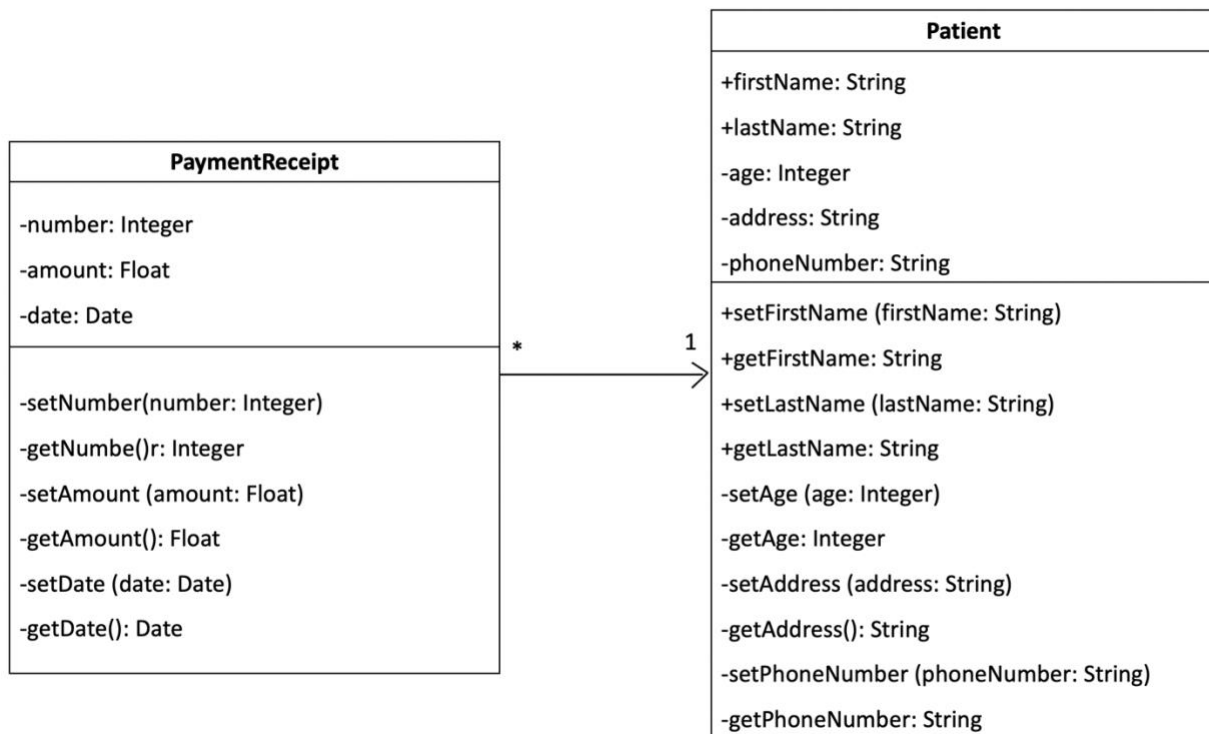 PaymentReceipt
-number: Integer
-amount: Float
-date: Date
-setNumber(number: Integer)
-getNumbe()r: Integer
-setAmount (amount: Float)
-getAmount(): Float
-setDate (date: Date)
-getDate(): Date
*
1
Patient
+firstName: String
+lastName: String
-age: Integer
-address: String
-phoneNumber: String
+setFirstName (firstName: String)
+getFirstName: String
+setLastName (lastName: String)
+getLastName: String
-setAge (age: Integer)
-getAge: Integer
-setAddress (address: String)
-getAddress(): String
-setPhoneNumber (phoneNumber: String)
-getPhoneNumber: String